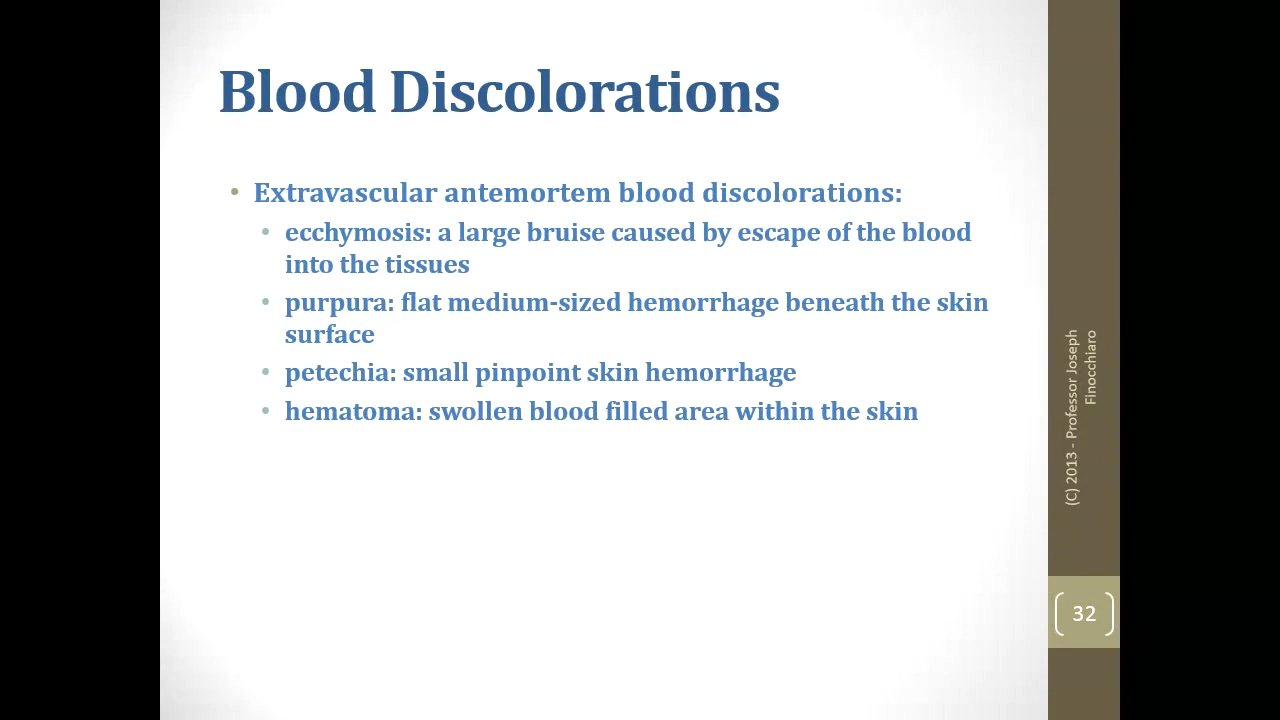 Blood Discolorations
• Extravascular antemortem blood discolorations:
• ecchymosis: a large bruise caused by escape of the blood
into the tissues
• purpura: flat medium-sized hemorrhage beneath the skin
surface
• petechia: small pinpoint skin hemorrhage
• hematoma: swollen blood filled area within the skin
(C) 2013 - Professor Joseph
Finocchiaro
32